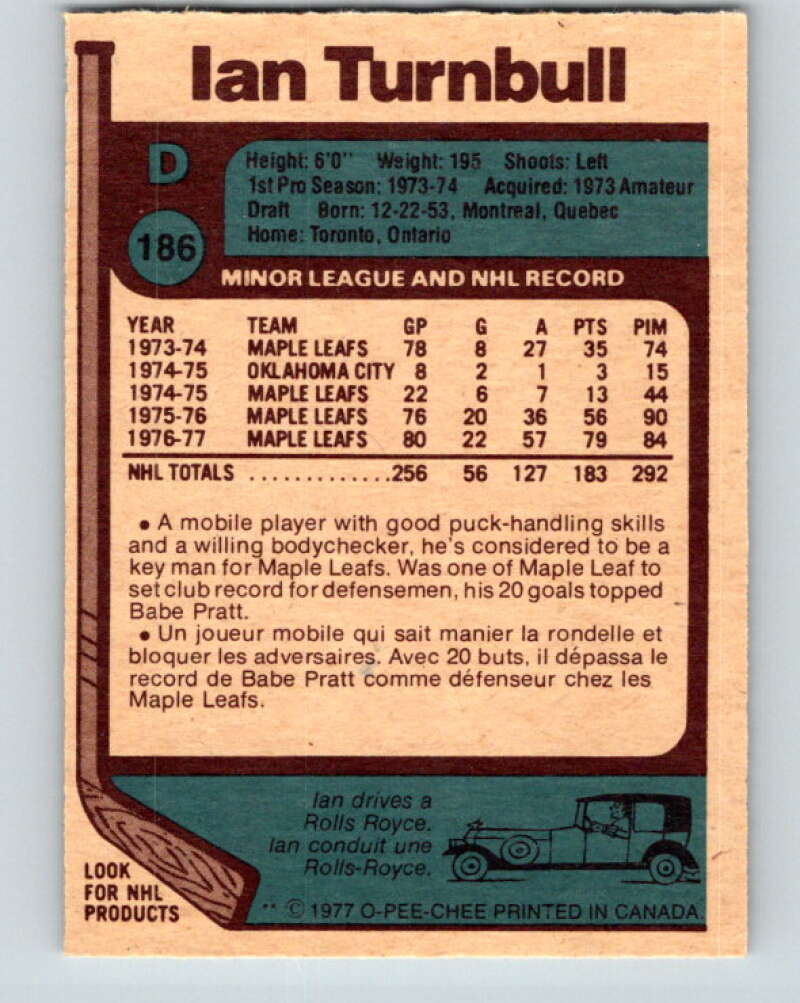 Ian Turnbull
D
Height: 6'0" Weight: 195 Shoots: Left
1st Pro Season: 1973-74 Acquired: 1973 Amateur
Draft Born: 12-22-53, Montreal, Quebec
Home: Toronto, Ontario
186
MINOR LEAGUE AND NHL RECORD
YEAR TEAM GP G A PTS PIM
1973-74 MAPLE LEAFS 78 8 27 35 74
1974-75 OKLAHOMA CITY 8 2 1 3 15
1974-75 MAPLE LEAFS 22 6 7 13 44
1975-76 MAPLE LEAFS 76 20 36 56 90
1976-77 MAPLE LEAFS 80 22 57 79 84
NHL TOTALS .............256 56 127 183 292
• A mobile player with good puck-handling skills
and a willing bodychecker, he's considered to be a
key man for Maple Leafs. Was one of Maple Leaf to
set club record for defensemen, his 20 goals topped
Babe Pratt.
• Un joueur mobile qui sait manier la rondelle et
bloquer les adversaires. Avec 20 buts, il dépassa le
record de Babe Pratt comme défenseur chez les
Maple Leafs.
Ian drives a
Rolls Royce.
Ian conduit une
Rolls-Royce.
LOOK
FOR NHL
PRODUCTS
** © 1977 O-PEE-CHEE PRINTED IN CANADA.